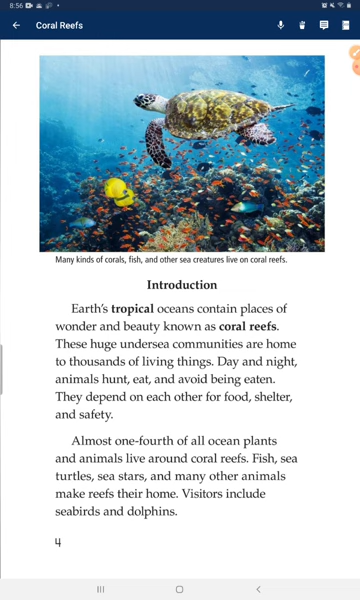 8:56
Coral Reefs
Many kinds of corals, fish, and other sea creatures live on coral reefs.
Introduction
Earth's tropical oceans contain places of
wonder and beauty known as coral reefs.
These huge undersea communities are home
to thousands of living things. Day and night,
animals hunt, eat, and avoid being eaten.
They depend on each other for food, shelter,
and safety.
Almost one-fourth of all ocean plants
and animals live around coral reefs. Fish, sea
turtles, sea stars, and many other animals
make reefs their home. Visitors include
seabirds and dolphins.
4